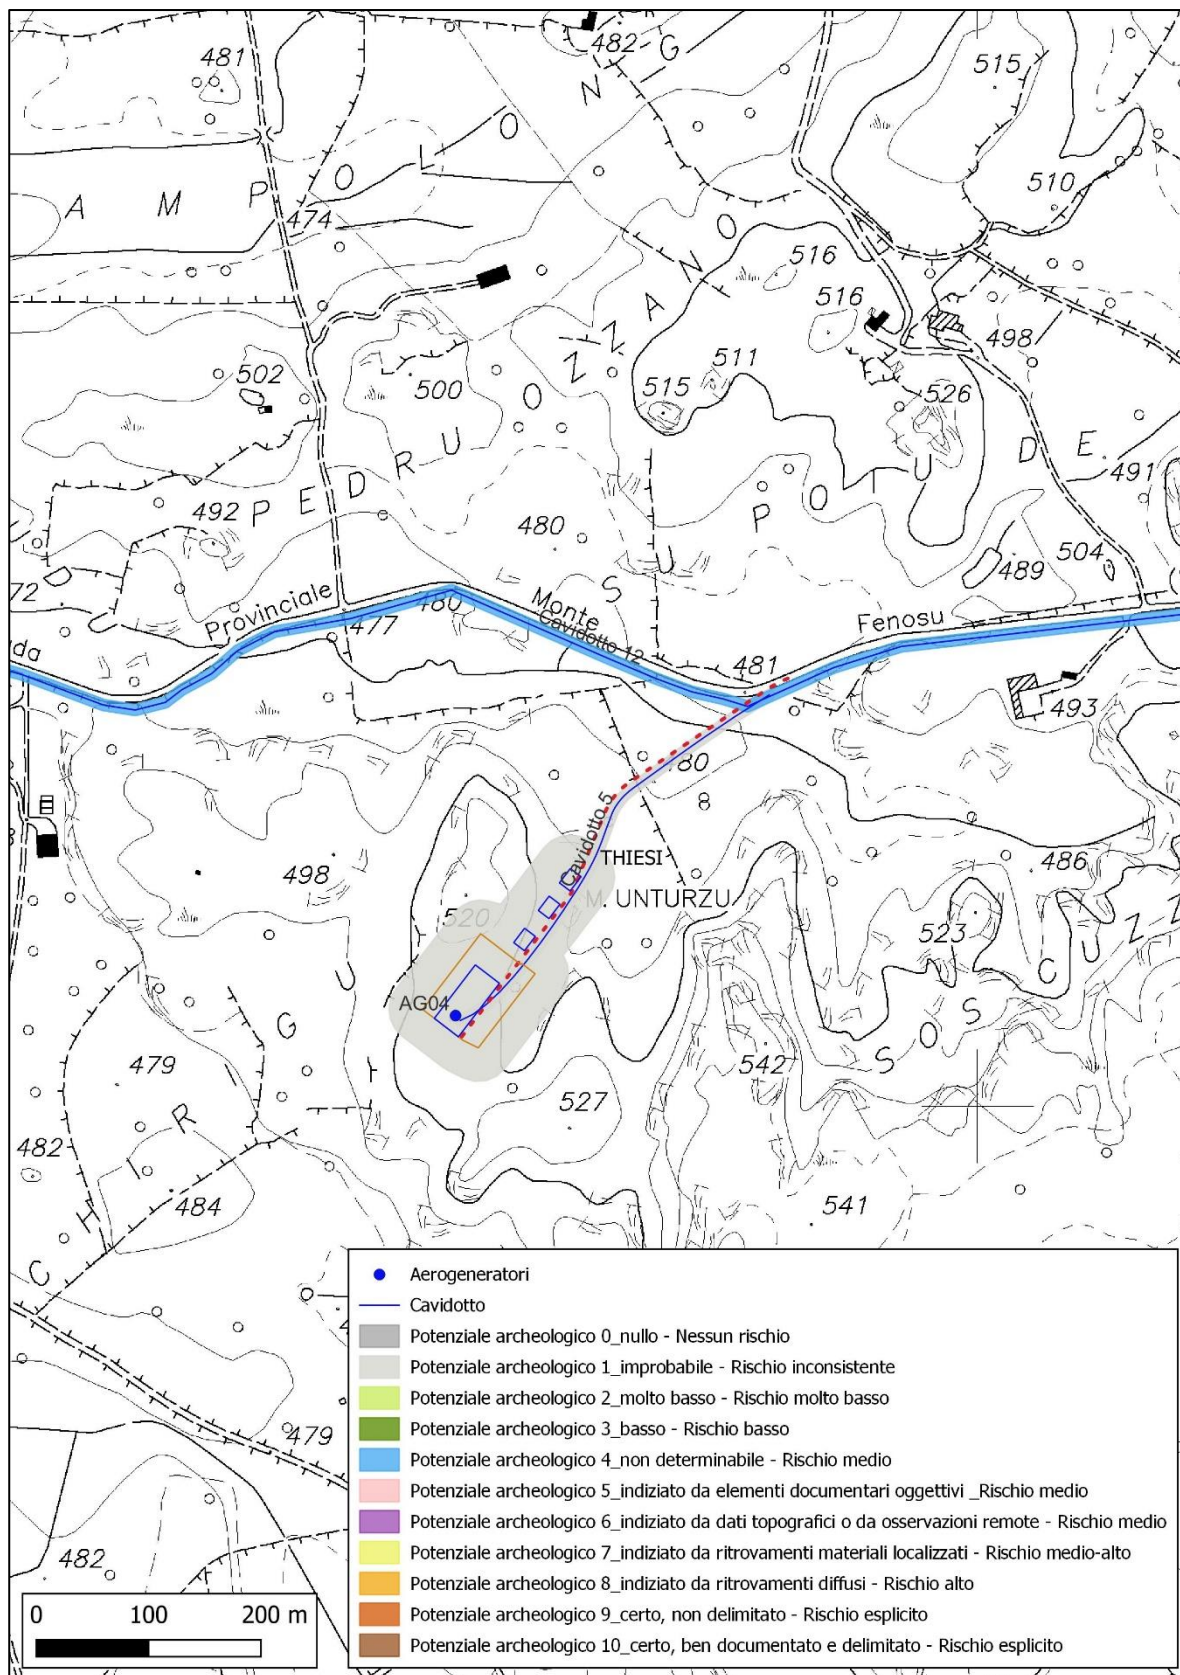 481
482
515
N G
510
A M P O L O
474
516
516
498
O Z Z A N O
511
515
502
500
526
P E D R U
S U P O I U
D E.
491
492
480
504
489
72
Provinciale
480
Monte
Fenosu
477
Cavidotto 12
da
481
493
780
Cavidotto 5
THIESI
486
498
M. UNTURZU
520
523
AG04
S O S C U Z Z
479
542
527
C H I R G U
482
541
484
479
482
Aerogeneratori
Cavidotto
Potenziale archeologico 0_nullo - Nessun rischio
Potenziale archeologico 1_improbabile - Rischio inconsistente
Potenziale archeologico 2_molto basso - Rischio molto basso
Potenziale archeologico 3_basso - Rischio basso
Potenziale archeologico 4_non determinabile - Rischio medio
Potenziale archeologico 5_indiziato da elementi documentari oggettivi _Rischio medio
Potenziale archeologico 6_indiziato da dati topografici o da osservazioni remote - Rischio medio
Potenziale archeologico 7_indiziato da ritrovamenti materiali localizzati - Rischio medio-alto
Potenziale archeologico 8_indiziato da ritrovamenti diffusi - Rischio alto
Potenziale archeologico 9_certo, non delimitato - Rischio esplicito
Potenziale archeologico 10_certo, ben documentato e delimitato - Rischio esplicito
0 100 200 m